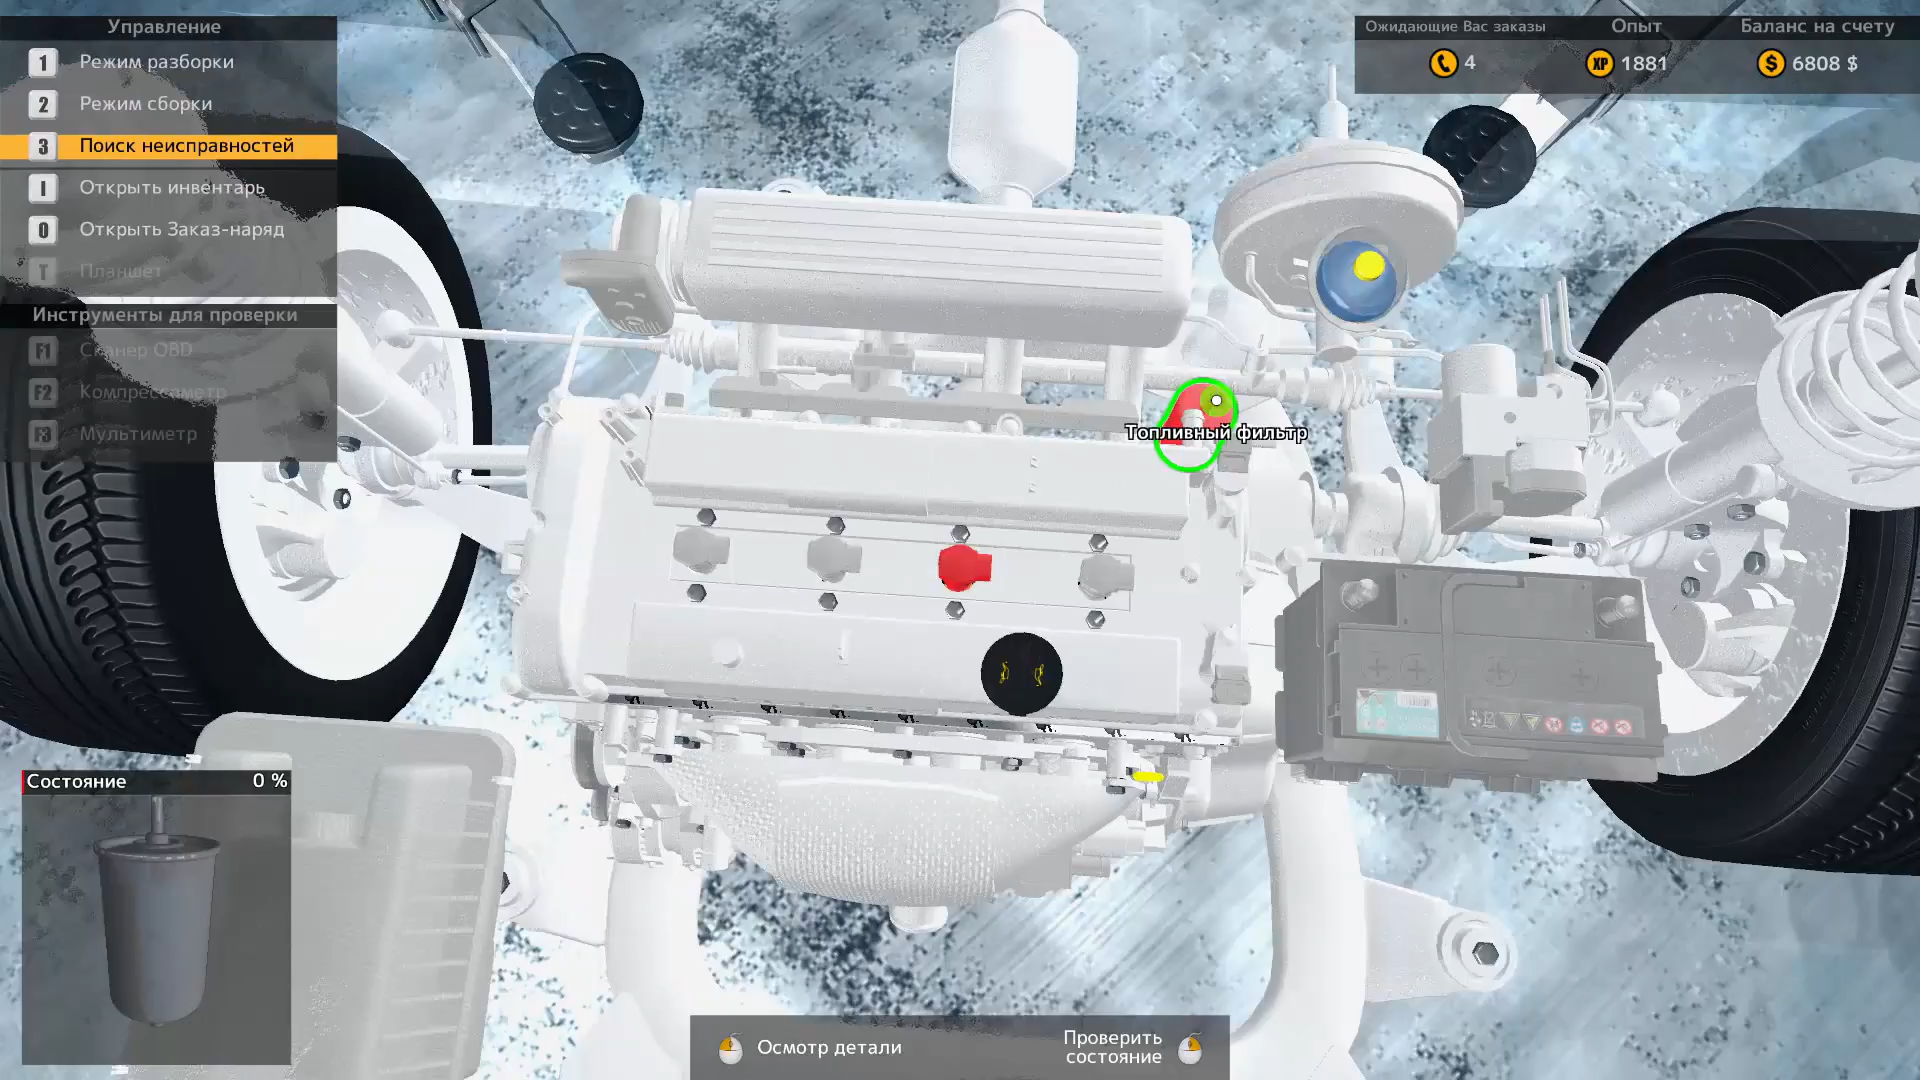 Управление
1 Режим разборки
2 Режим сборки
3 Поиск неисправностей
I Открыть инвентарь
O Открыть Заказ-наряд
T Планшет
Инструменты для проверки
F1 Сканер OBD
F2 Компрессометр
F3 Мультиметр
Ожидающие Вас заказы Опыт Баланс на счету
4 XP 1881 $ 6808 $
Топливный фильтр
Состояние 0 %
Осмотр детали
Проверить
состояние